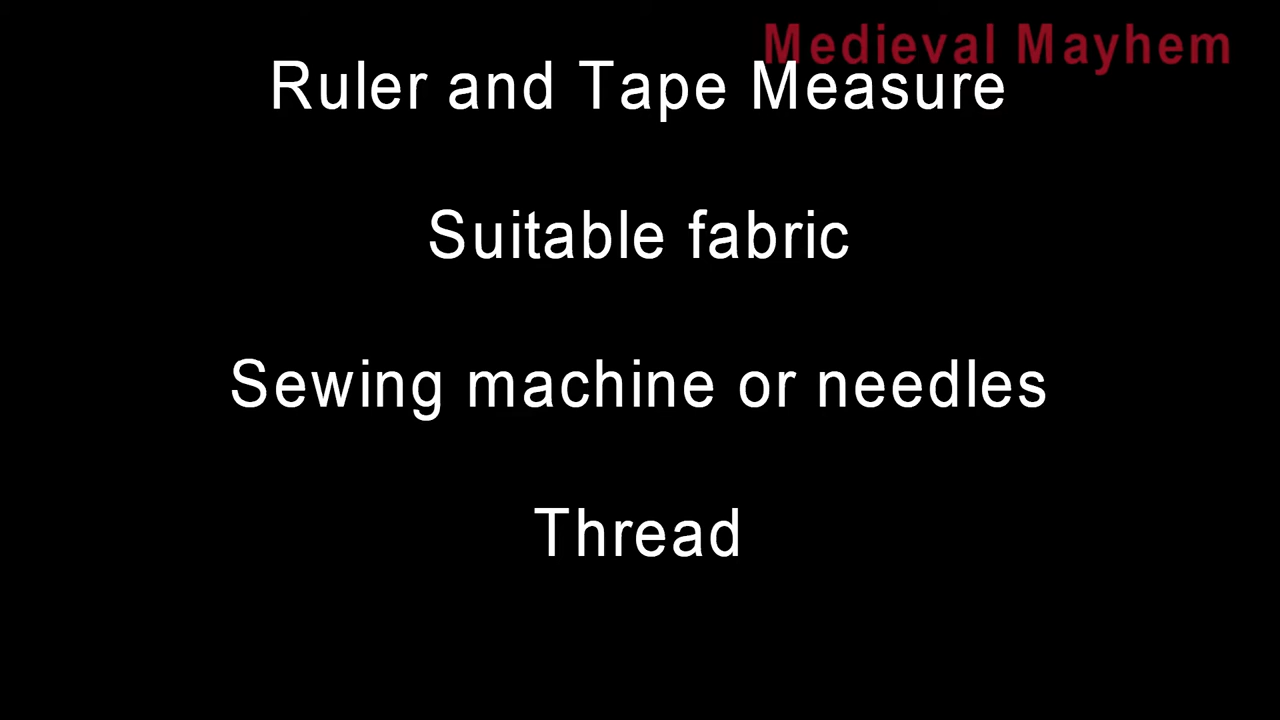 Medieval Mayhem
Ruler and Tape Measure
Suitable fabric
Sewing machine or needles
Thread